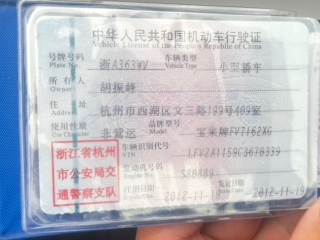 中华人民共和国机动车行驶证
Vehicle License of the People's Republic of China
号牌号码 浙A363WV 车辆类型 小型轿车
Plate No. Vehicle Type
所有人 胡振峰
Owner
住址 杭州市西湖区文三路199号409室
Address
使用性质 非营运 品牌型号 宝来牌FV7162XG
Use Character Model
浙江省杭州 车辆识别代号
市公安局交 VIN
通警察支队 发动机号码
Engine No.
注册日期 2012-11-19 发证日期 2012-11-19
Register Date Issue Date